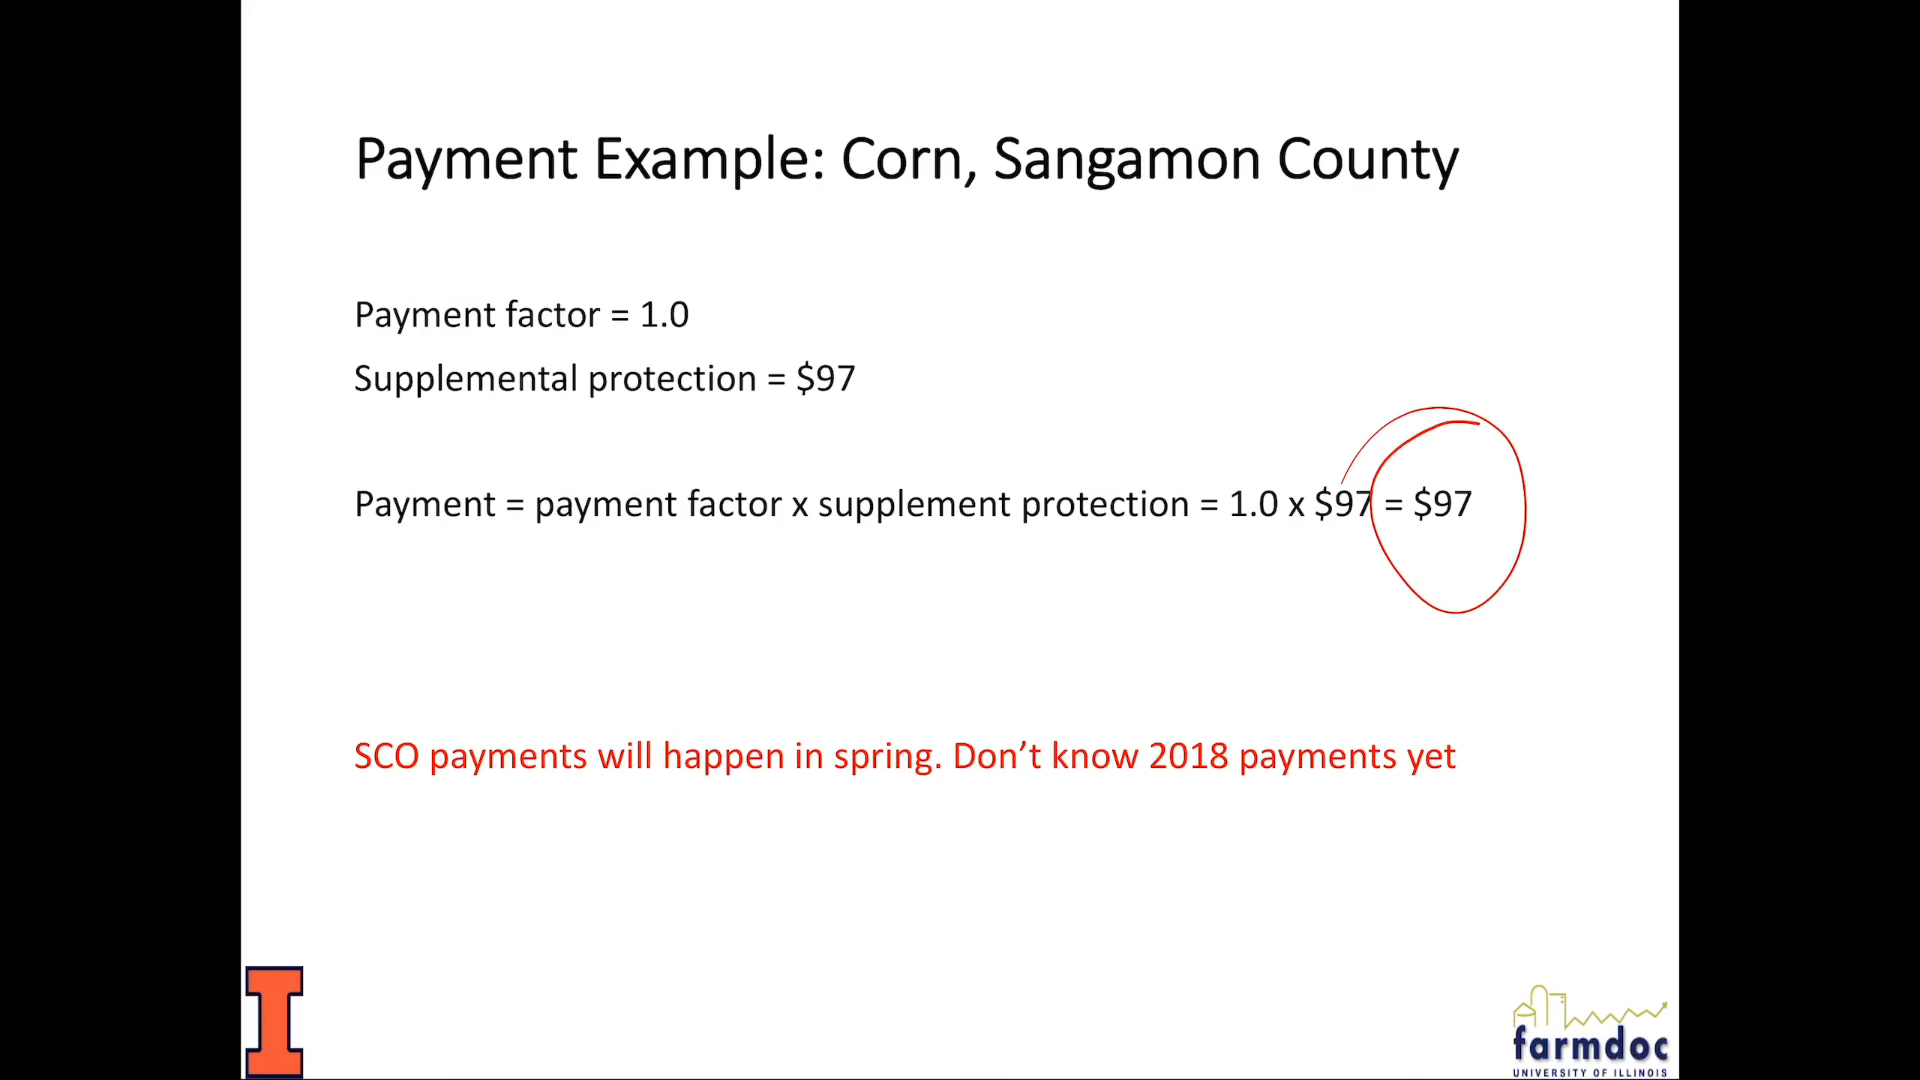 Payment Example: Corn, Sangamon County
Payment factor = 1.0
Supplemental protection = $97
Payment = payment factor x supplement protection = 1.0 x $97 = $97
SCO payments will happen in spring. Don’t know 2018 payments yet
I
farmdoc
UNIVERSITY OF ILLINOIS